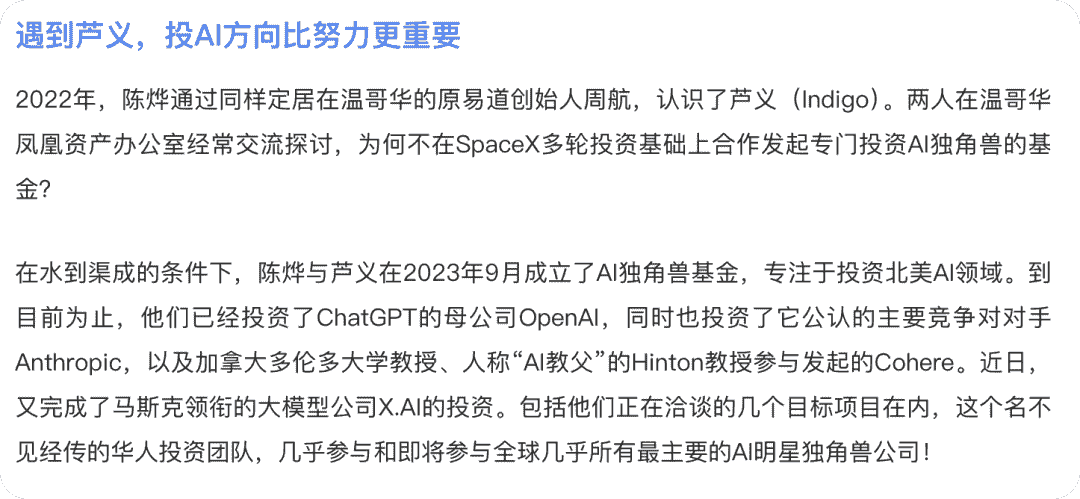 遇到芦义，投AI方向比努力更重要
2022年，陈烨通过同样定居在温哥华的原易道创始人周航，认识了芦义（Indigo）。两人在温哥华
凤凰资产办公室经常交流探讨，为何不在SpaceX多轮投资基础上合作发起专门投资AI独角兽的基
金？
在水到渠成的条件下，陈烨与芦义在2023年9月成立了AI独角兽基金，专注于投资北美AI领域。到
目前为止，他们已经投资了ChatGPT的母公司OpenAI，同时也投资了它公认的主要竞争对对手
Anthropic，以及加拿大多伦多大学教授、人称“AI教父”的Hinton教授参与发起的Cohere。近日，
又完成了马斯克领衔的大模型公司X.AI的投资。包括他们正在洽谈的几个目标项目在内，这个名不
见经传的华人投资团队，几乎参与和即将参与全球几乎所有最主要的AI明星独角兽公司！